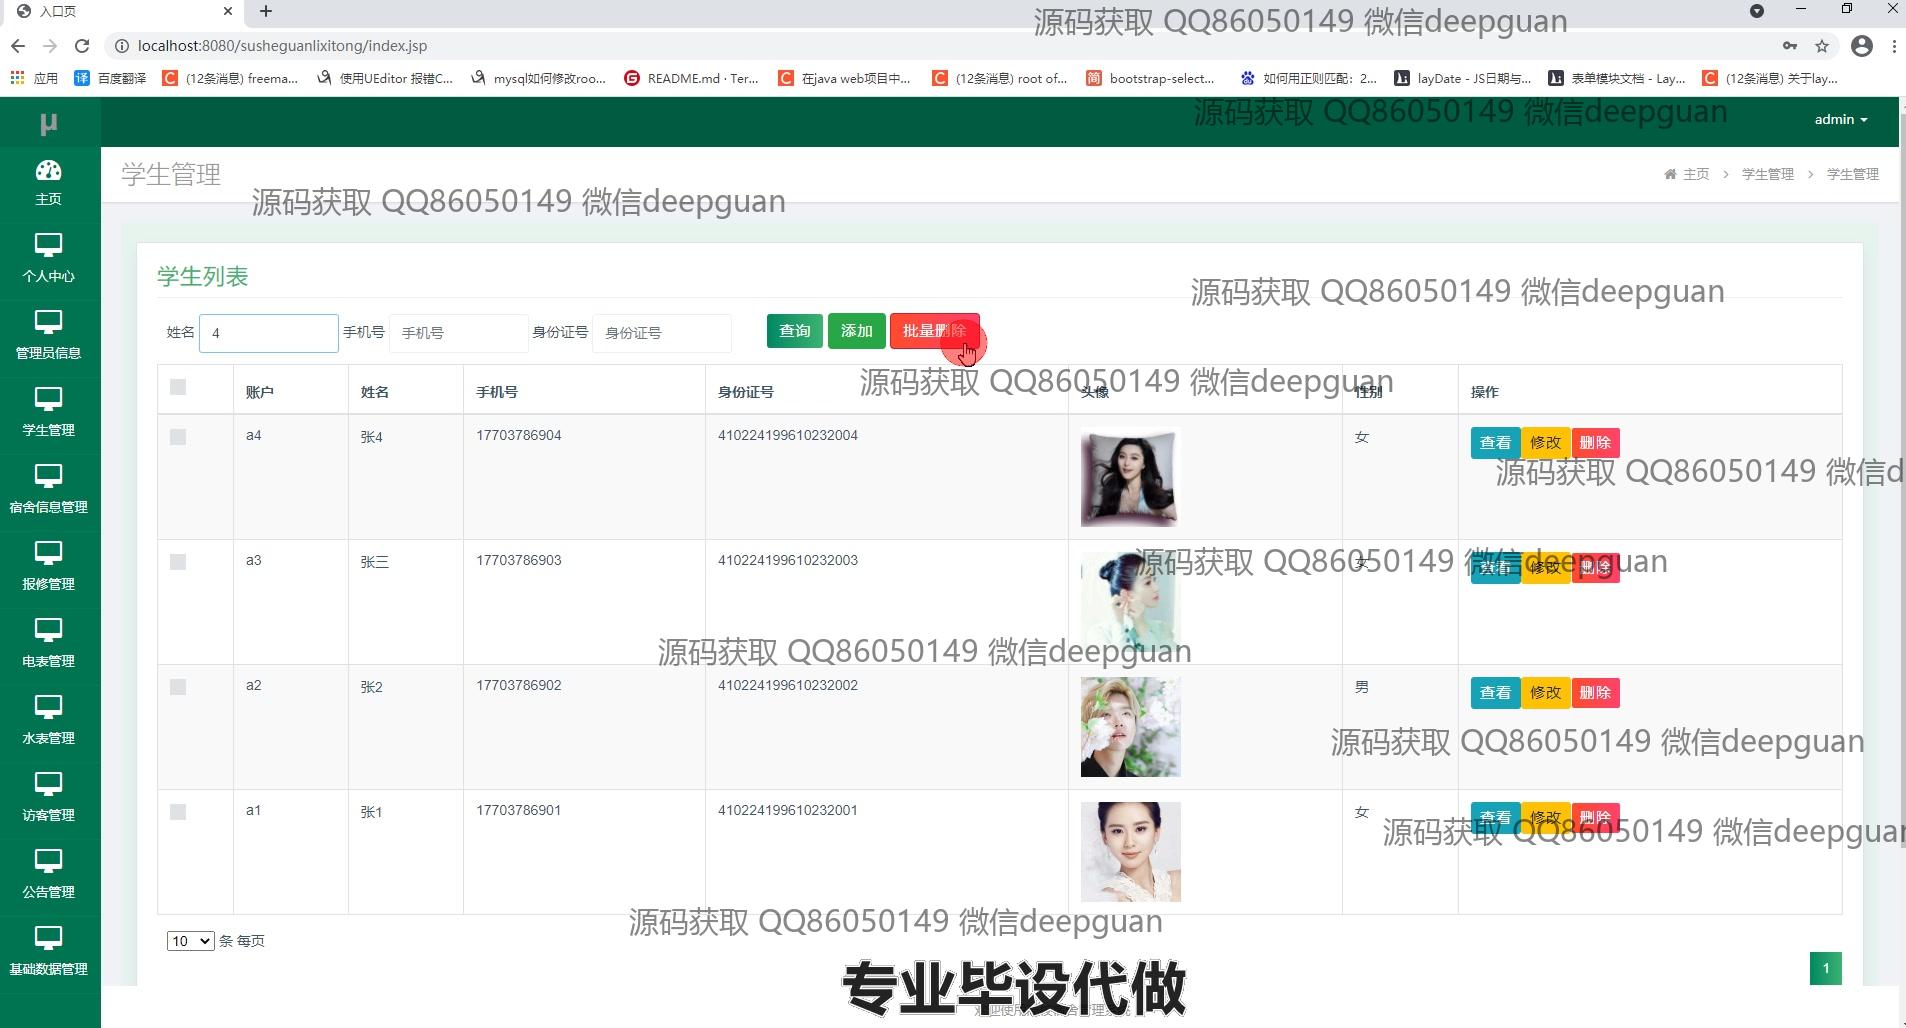 入口页
源码获取 QQ86050149 微信deepguan
localhost:8080/susheguanlixitong/index.jsp
应用 百度翻译 (12条消息) freema... 使用UEditor 报错C... mysql如何修改roo... README.md · Ter... 在java web项目中... (12条消息) root of... bootstrap-select... 如何用正则匹配：2... layDate - JS日期与... 表单模块文档 - Lay... (12条消息) 关于lay...
μ
源码获取 QQ86050149 微信deepguan
admin
主页
个人中心
管理员信息
学生管理
宿舍信息管理
报修管理
电表管理
水表管理
访客管理
公告管理
基础数据管理
学生管理
主页 > 学生管理 > 学生管理
源码获取 QQ86050149 微信deepguan
学生列表
源码获取 QQ86050149 微信deepguan
姓名 4 手机号 手机号 身份证号 身份证号 查询 添加 批量删除
源码获取 QQ86050149 微信deepguan
账户 姓名 手机号 身份证号 头像 性别 操作
a4 张4 17703786904 410224199610232004 女 查看 修改 删除
源码获取 QQ86050149 微信d
a3 张三 17703786903 410224199610232003 女 查看 修改 删除
源码获取 QQ86050149 微信deepguan
源码获取 QQ86050149 微信deepguan
a2 张2 17703786902 410224199610232002 男 查看 修改 删除
源码获取 QQ86050149 微信deepguan
a1 张1 17703786901 410224199610232001 女 查看 修改 删除
源码获取 QQ86050149 微信deepguan
源码获取 QQ86050149 微信deepguan
10 条 每页
1
专业毕设代做